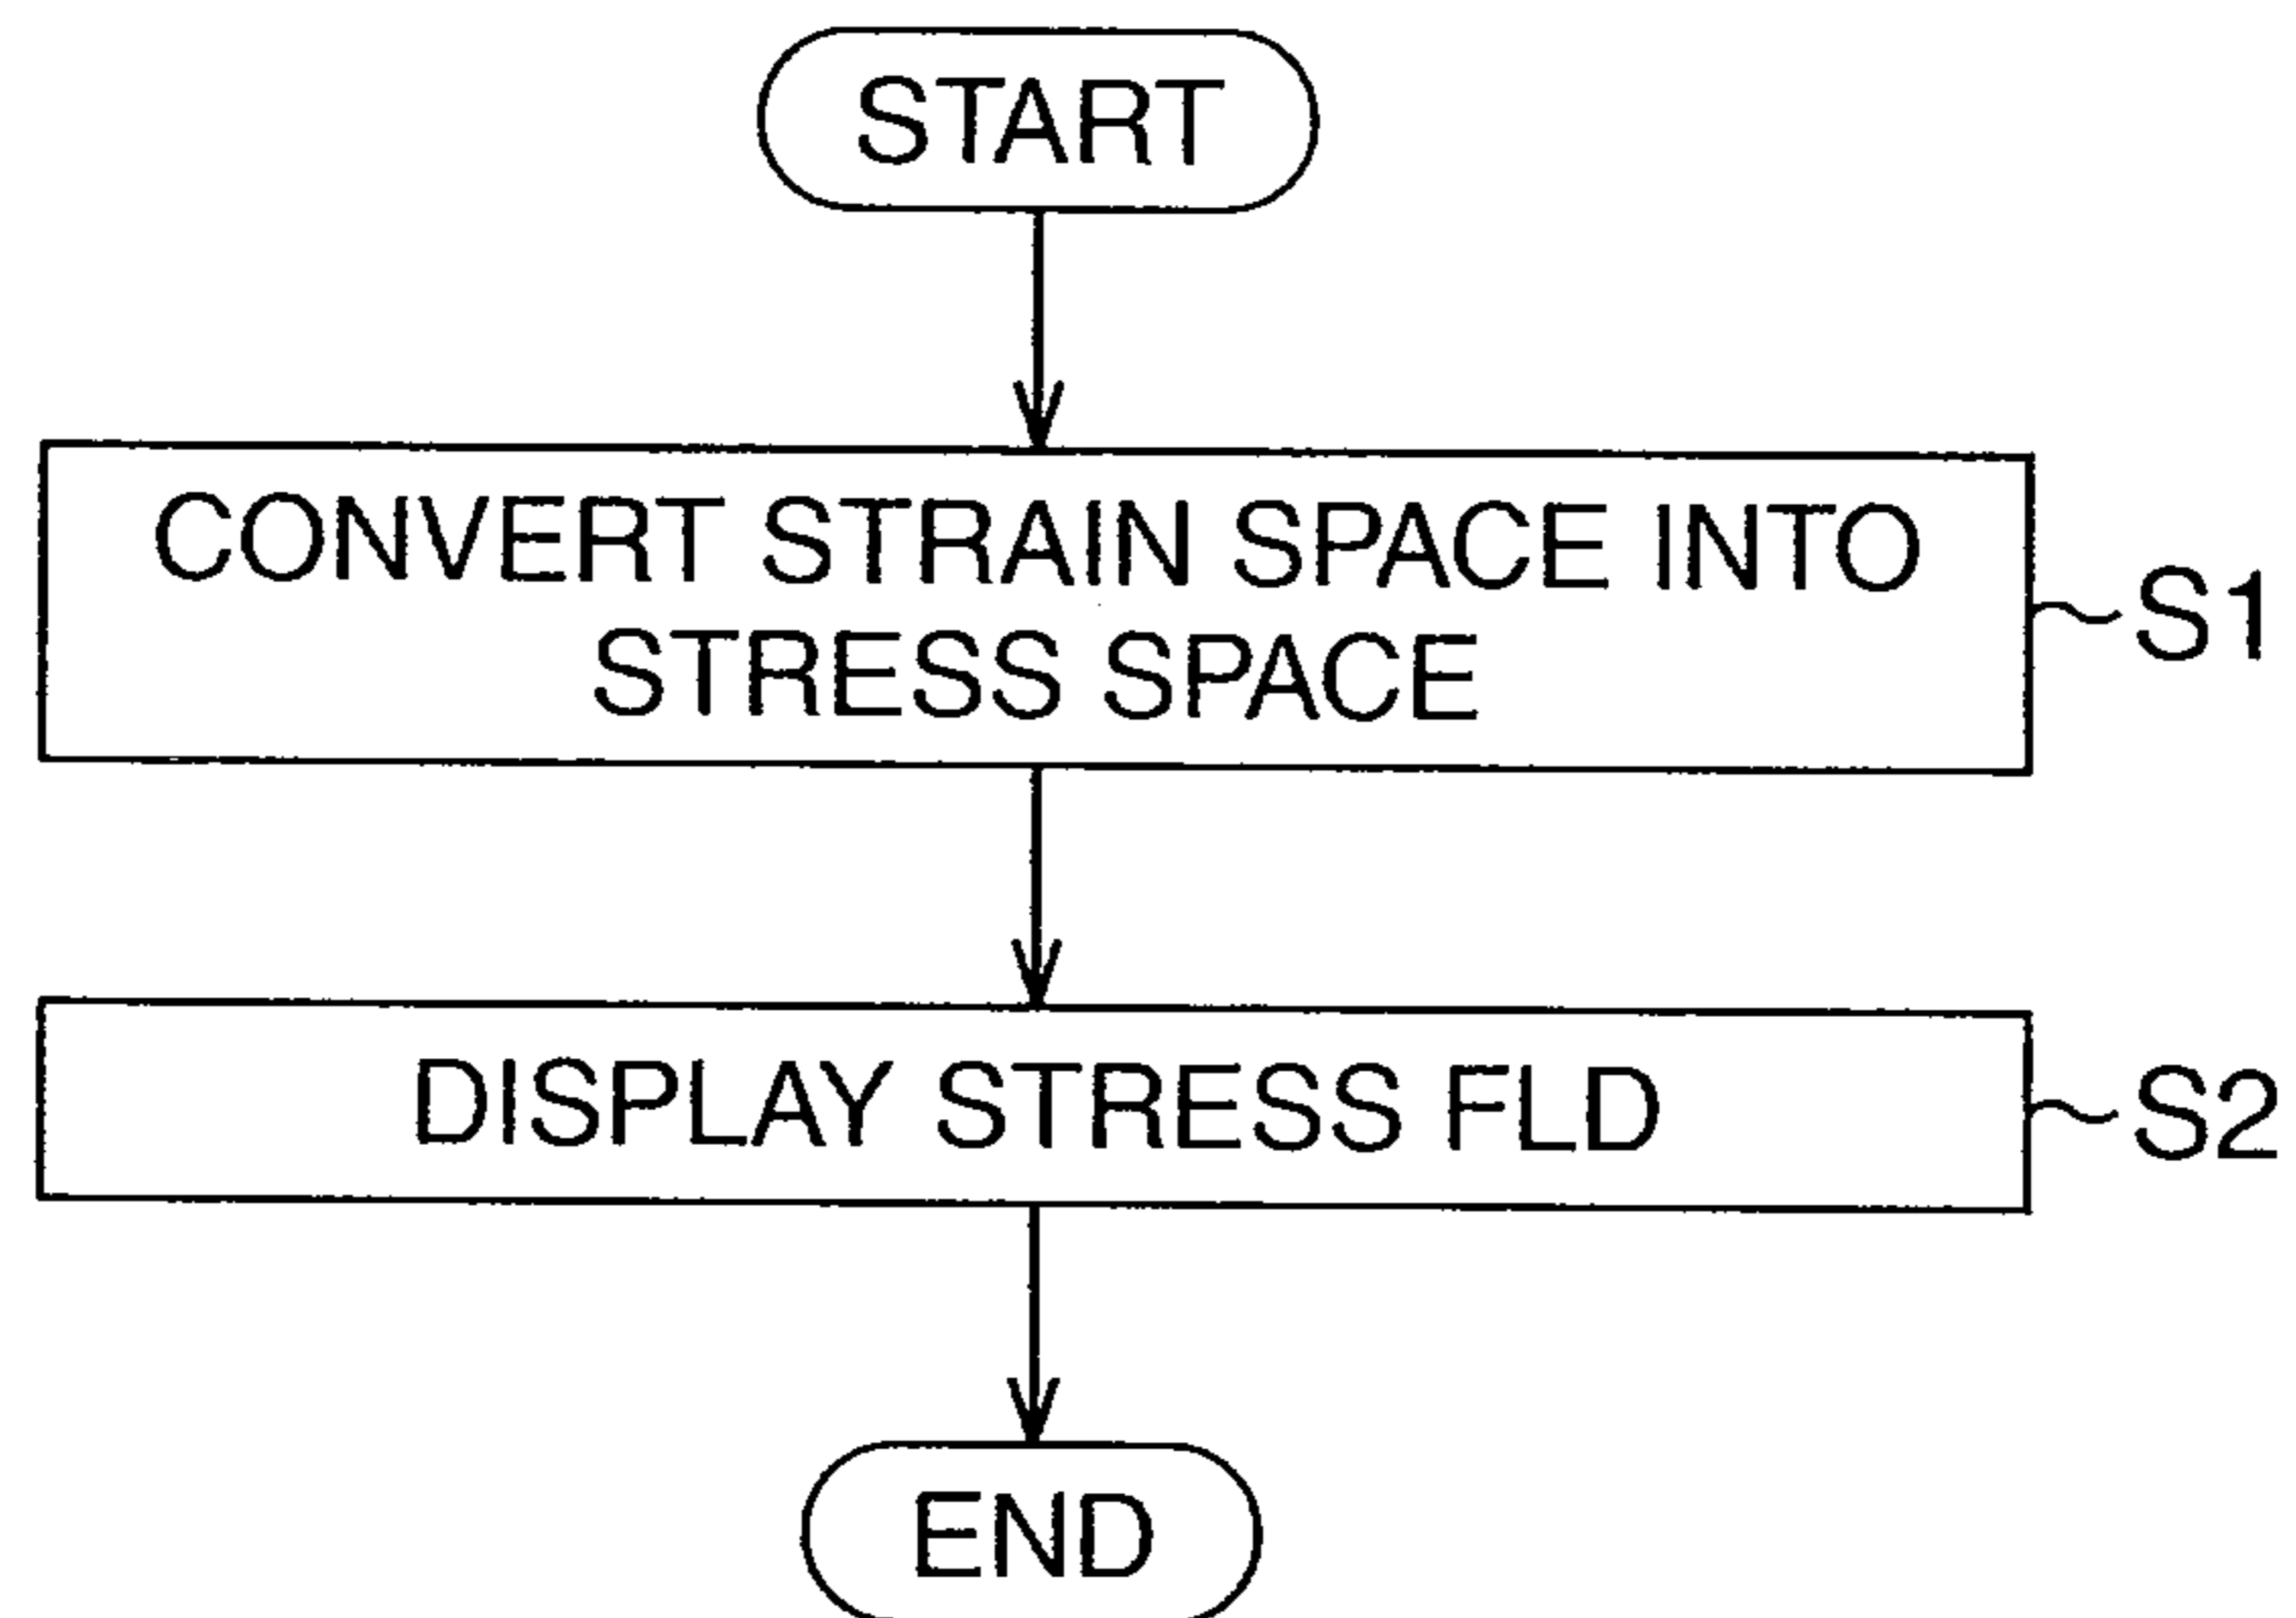 START
CONVERT STRAIN SPACE INTO
STRESS SPACE
S1
DISPLAY STRESS FLD
S2
END